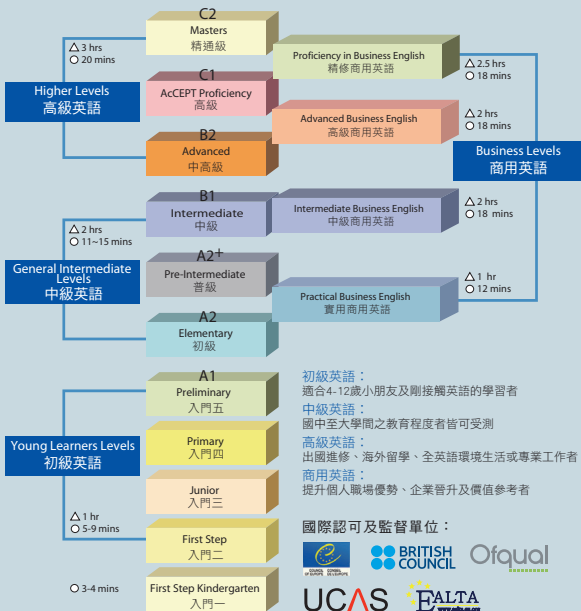 C2
Masters
精通級
△ 3 hrs
○ 20 mins
Higher Levels
高級英語
C1
AcCEPT Proficiency
高級
B2
Advanced
中高級
Proficiency in Business English
精修商用英語
△ 2.5 hrs
○ 18 mins
Advanced Business English
高級商用英語
△ 2 hrs
○ 18 mins
Business Levels
商用英語
B1
Intermediate
中級
Intermediate Business English
中級商用英語
△ 2 hrs
○ 18 mins
△ 2 hrs
○ 11~15 mins
General Intermediate
Levels
中級英語
A2+
Pre-Intermediate
普級
Practical Business English
實用商用英語
△ 1 hr
○ 12 mins
A2
Elementary
初級
A1
Preliminary
入門五
Primary
入門四
Young Learners Levels
初級英語
Junior
入門三
△ 1 hr
○ 5-9 mins
First Step
入門二
○ 3-4 mins
First Step Kindergarten
入門一
初級英語：
適合4-12歲小朋友及剛接觸英語的學習者
中級英語：
國中至大學間之教育程度者皆可受測
高級英語：
出國進修、海外留學、全英語環境生活或專業工作者
商用英語：
提升個人職場優勢、企業晉升及價值參考者
國際認可及監督單位：
COUNCIL OF EUROPE
CONSEIL DE L'EUROPE
BRITISH
COUNCIL
Ofqual
UCAS
EALTA